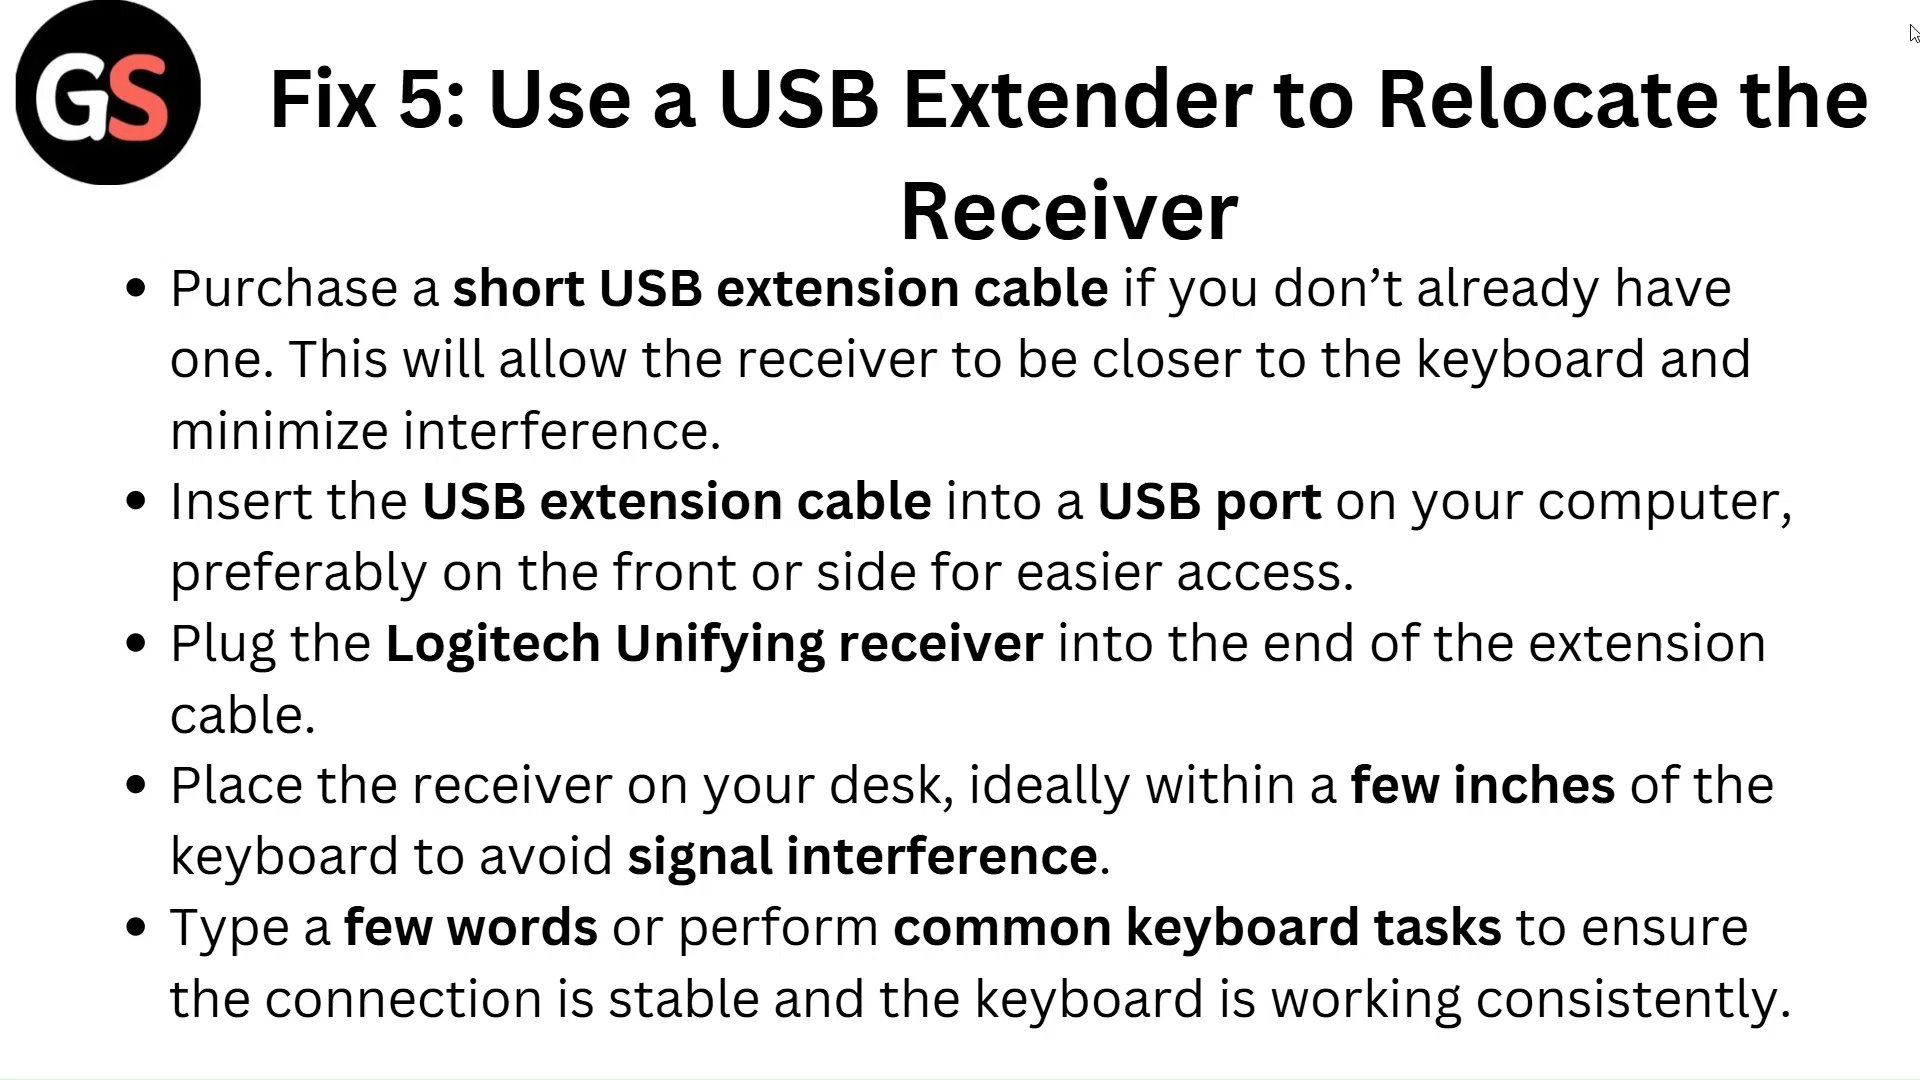 GS
Fix 5: Use a USB Extender to Relocate the
Receiver
• Purchase a short USB extension cable if you don’t already have
one. This will allow the receiver to be closer to the keyboard and
minimize interference.
• Insert the USB extension cable into a USB port on your computer,
preferably on the front or side for easier access.
• Plug the Logitech Unifying receiver into the end of the extension
cable.
• Place the receiver on your desk, ideally within a few inches of the
keyboard to avoid signal interference.
• Type a few words or perform common keyboard tasks to ensure
the connection is stable and the keyboard is working consistently.